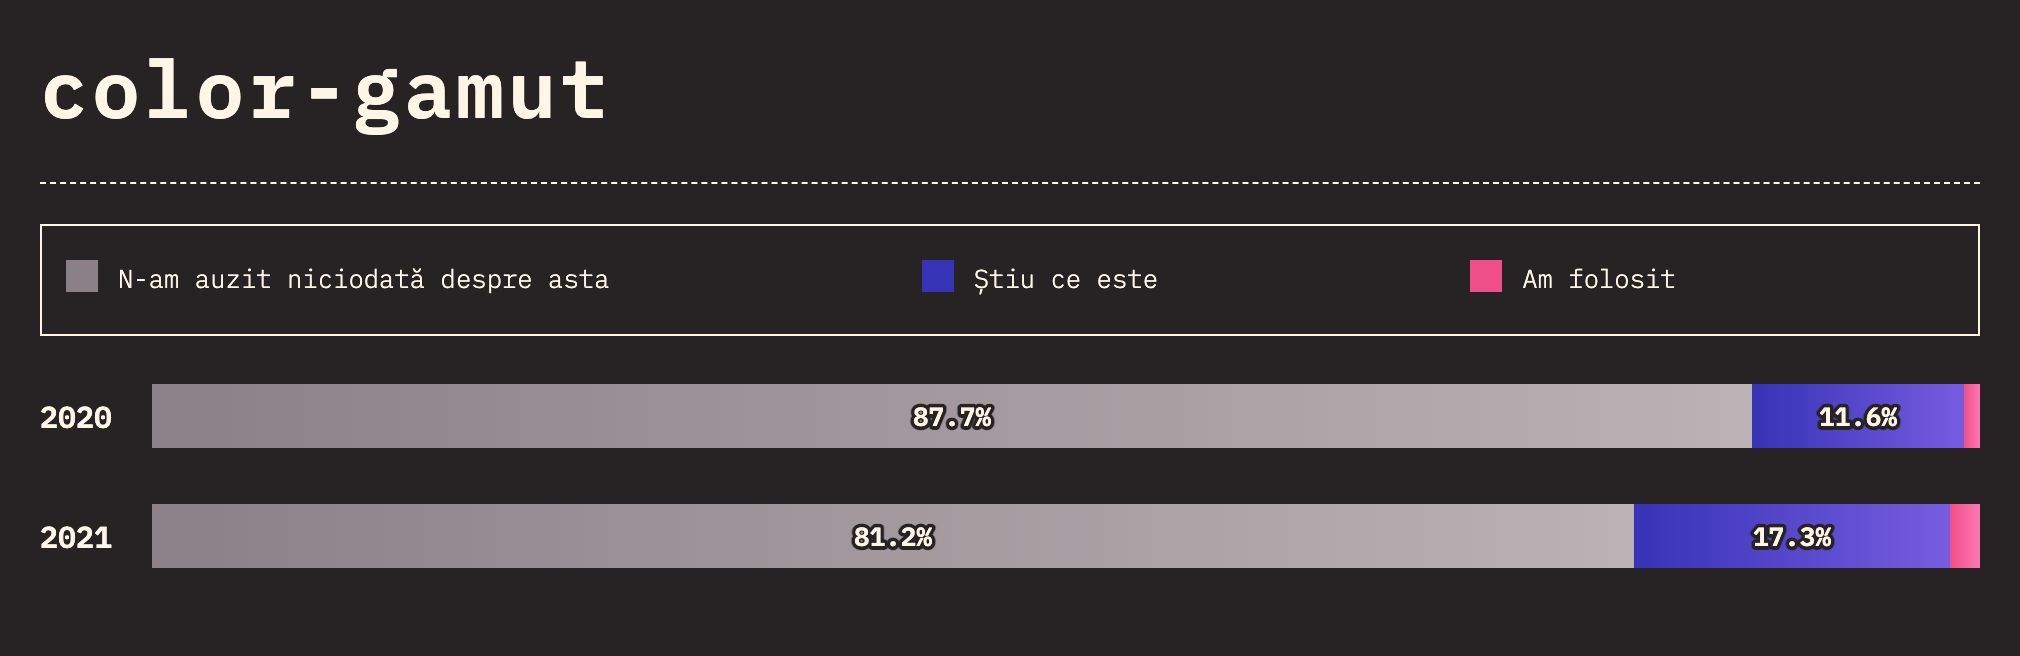 color-gamut
N-am auzit niciodată despre asta
Știu ce este
Am folosit
2020 87.7% 11.6%
2021 81.2% 17.3%